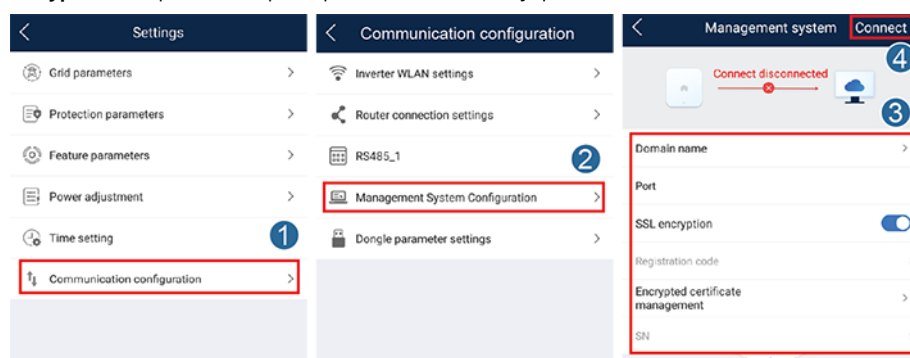 Settings
Grid parameters
Protection parameters
Feature parameters
Power adjustment
Time setting
1
Communication configuration
Communication configuration
Inverter WLAN settings
Router connection settings
RS485_1
2
Management System Configuration
Dongle parameter settings
Management system Connect
4
Connect disconnected
3
Domain name
Port
SSL encryption
Registration code
Encrypted certificate
management
SN